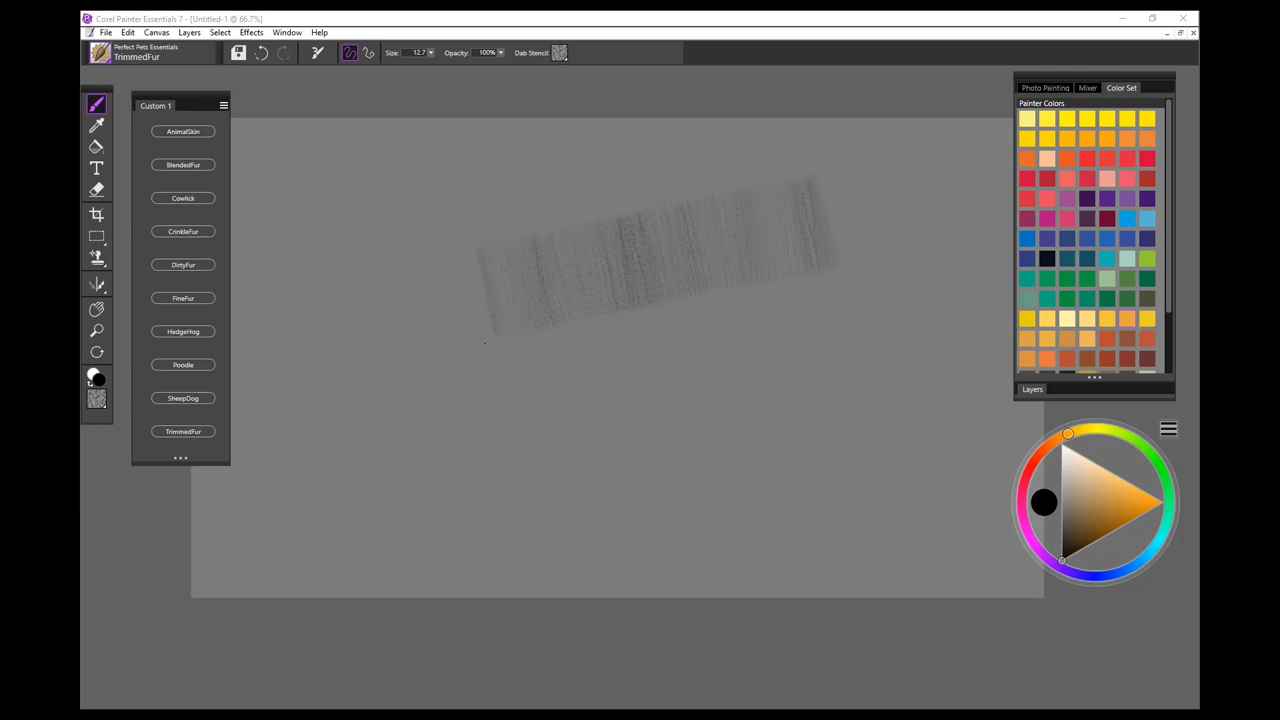 Corel Painter Essentials 7 - [Untitled-1 @ 66.7%]
File Edit Canvas Layers Select Effects Window Help
Perfect Pets Essentials
TrimmedFur
Size: 12.7 Opacity: 100% Dab Stencil:
Custom 1
AnimalSkin
BlendedFur
Cowlick
CrinkleFur
DirtyFur
FineFur
HedgeHog
Poodle
SheepDog
TrimmedFur
Photo Painting Mixer Color Set
Painter Colors
Layers